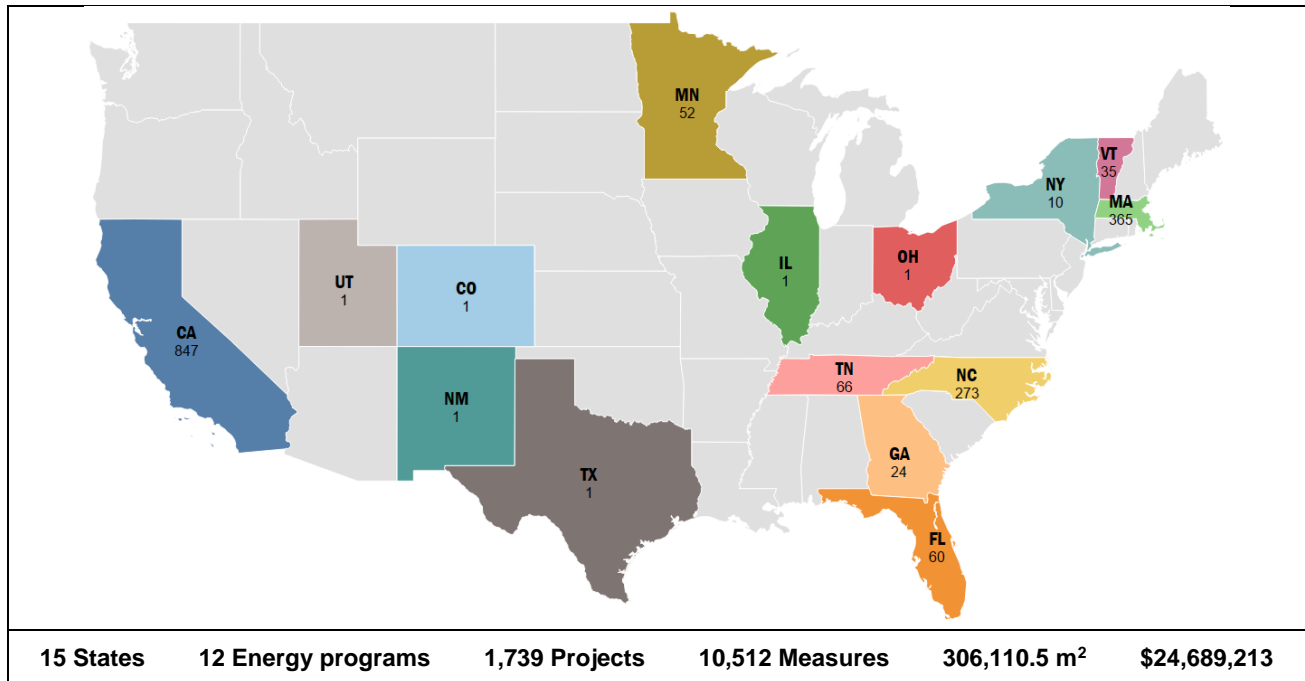 MN
52
VT
35
NY
10
MA
365
IL
1
OH
1
UT
1
CO
1
CA
847
TN
66
NC
273
NM
1
GA
24
TX
1
FL
60
15 States 12 Energy programs 1,739 Projects 10,512 Measures 306,110.5 m² $24,689,213